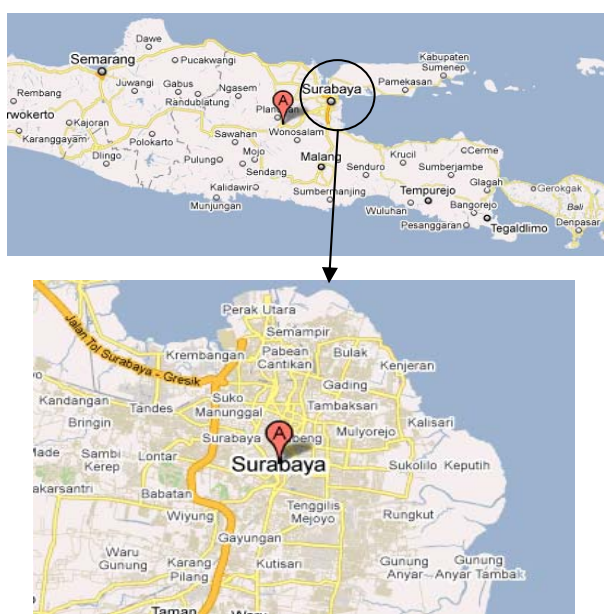 Dawe
Pucakwangi
Semarang
Kabupaten
Sumenep
Rembang
Juwangi
Gabus
Ngasem
Randublatung
Surabaya
Pamekasan
A
rwokerto
Kajoran
Wonosalam
Karanggayam
Polokarto
Sawahan
Dlingo
Pulung
Mojo
Malang
Krucil
Cerme
Sendang
Senduro
Sumberjambe
Kalidawir
Sumbermanjing
Tempurejo
Glagah
Gerokgak
Munjungan
Wuluhan
Bangorejo
Bali
Pesanggaran
Tegaldlimo
Denpasar
Perak Utara
Semampir
Jalan Tol Surabaya - Gresik
Krembangan
Pabean
Cantikan
Bulak
Kenjeran
Gading
Kandangan
Tandes
Suko
Manunggal
Tambaksari
Bringin
Kalisari
A
Surabaya
beng
Mulyorejo
Made
Sambi
Kerep
Lontar
Surabaya
Sukolilo
Keputih
akarsantri
Babatan
Wiyung
Tenggilis
Mejoyo
Rungkut
Gayungan
Waru
Gunung
Karang
Pilang
Kutisari
Gunung
Anyar
Gunung
Anyar Tambak
Taman
Waru